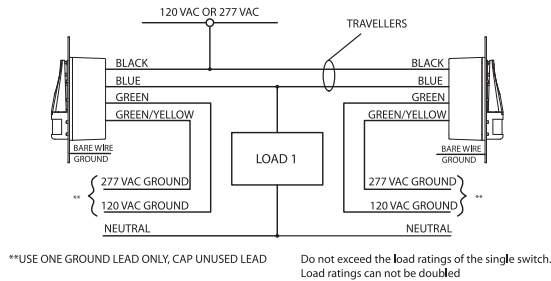 120 VAC OR 277 VAC
TRAVELLERS
BLACK
BLACK
BLUE
BLUE
GREEN
GREEN
GREEN/YELLOW
GREEN/YELLOW
BARE WIRE
GROUND
LOAD 1
BARE WIRE
GROUND
** 277 VAC GROUND
277 VAC GROUND **
120 VAC GROUND
120 VAC GROUND
NEUTRAL
NEUTRAL
**USE ONE GROUND LEAD ONLY, CAP UNUSED LEAD
Do not exceed the load ratings of the single switch.
Load ratings can not be doubled